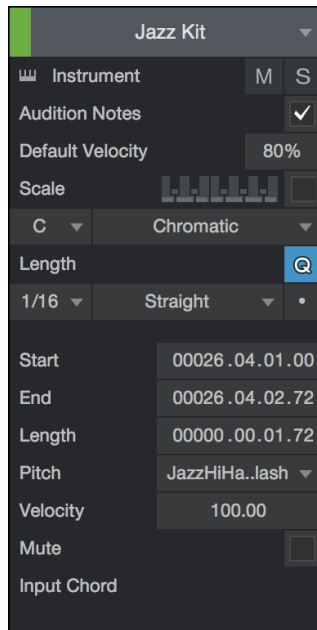 Jazz Kit
Instrument M S
Audition Notes
Default Velocity 80%
Scale
C Chromatic
Length Q
1/16 Straight
Start 00026.04.01.00
End 00026.04.02.72
Length 00000.00.01.72
Pitch JazzHiHa..lash
Velocity 100.00
Mute
Input Chord